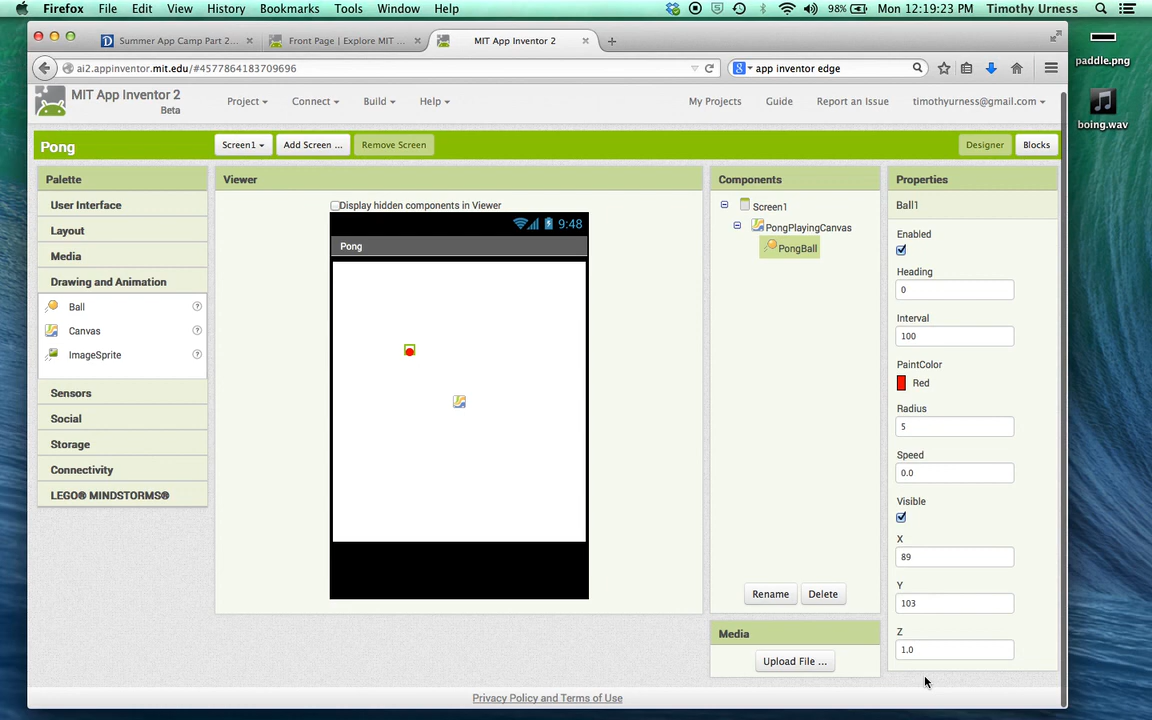 Firefox File Edit View History Bookmarks Tools Window Help 98% Mon 12:19:23 Timothy Urness
Summer App Camp Part 2... Front Page | Explore MIT ... MIT App Inventor 2
ai2.appinventor.mit.edu/#4577864183709696 app inventor edge
paddle.png
boing.wav
MIT App Inventor 2
Beta
Project Connect Build Help My Projects Guide Report an Issue timothyurness@gmail.com
Pong Screen1 Add Screen ... Remove Screen Designer Blocks
Palette Viewer Components Properties
User Interface
Layout
Media
Drawing and Animation
Ball ?
Canvas ?
ImageSprite ?
Sensors
Social
Storage
Connectivity
LEGO® MINDSTORMS®
Display hidden components in Viewer
9:48
Pong
Screen1
PongPlayingCanvas
PongBall
Rename Delete
Media
Upload File ...
Ball1
Enabled
Heading
0
Interval
100
PaintColor
Red
Radius
5
Speed
0.0
Visible
X
89
Y
103
Z
1.0
Privacy Policy and Terms of Use